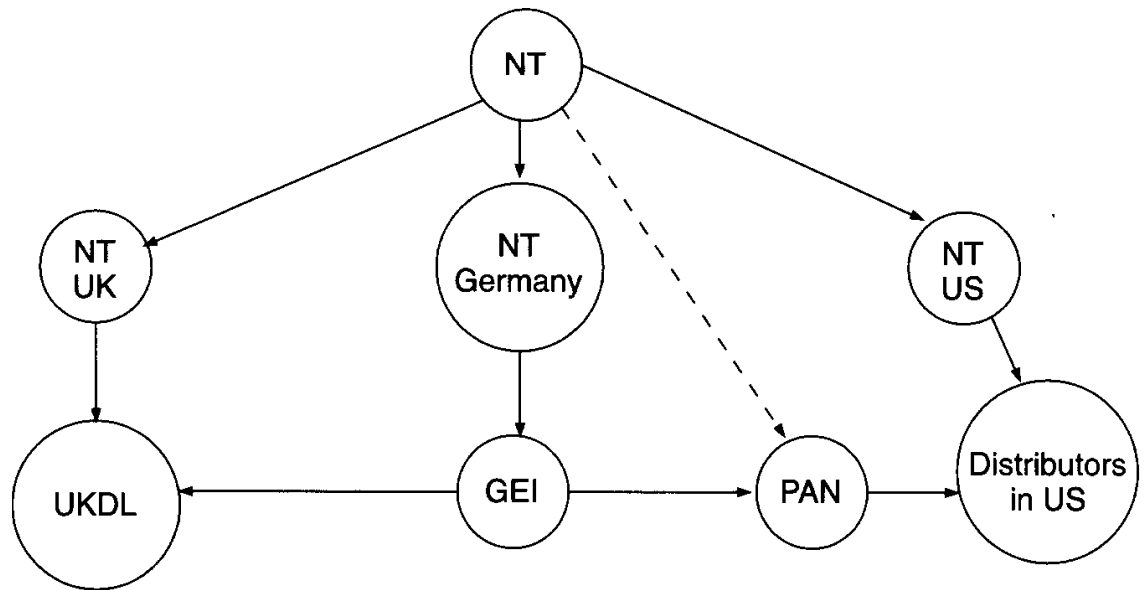 NT
NT
UK
NT
Germany
NT
US
UKDL
GEI
PAN
Distributors
in US